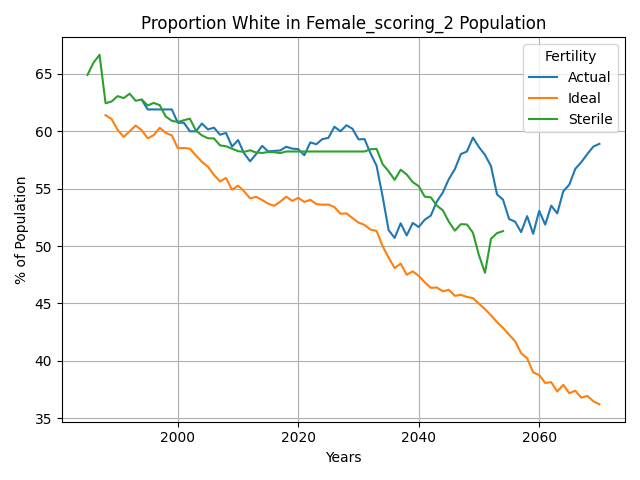 Proportion White in Female_scoring_2 Population
Fertility
Actual
Ideal
Sterile
% of Population
65
60
55
50
45
40
35
2000
2020
2040
2060
Years